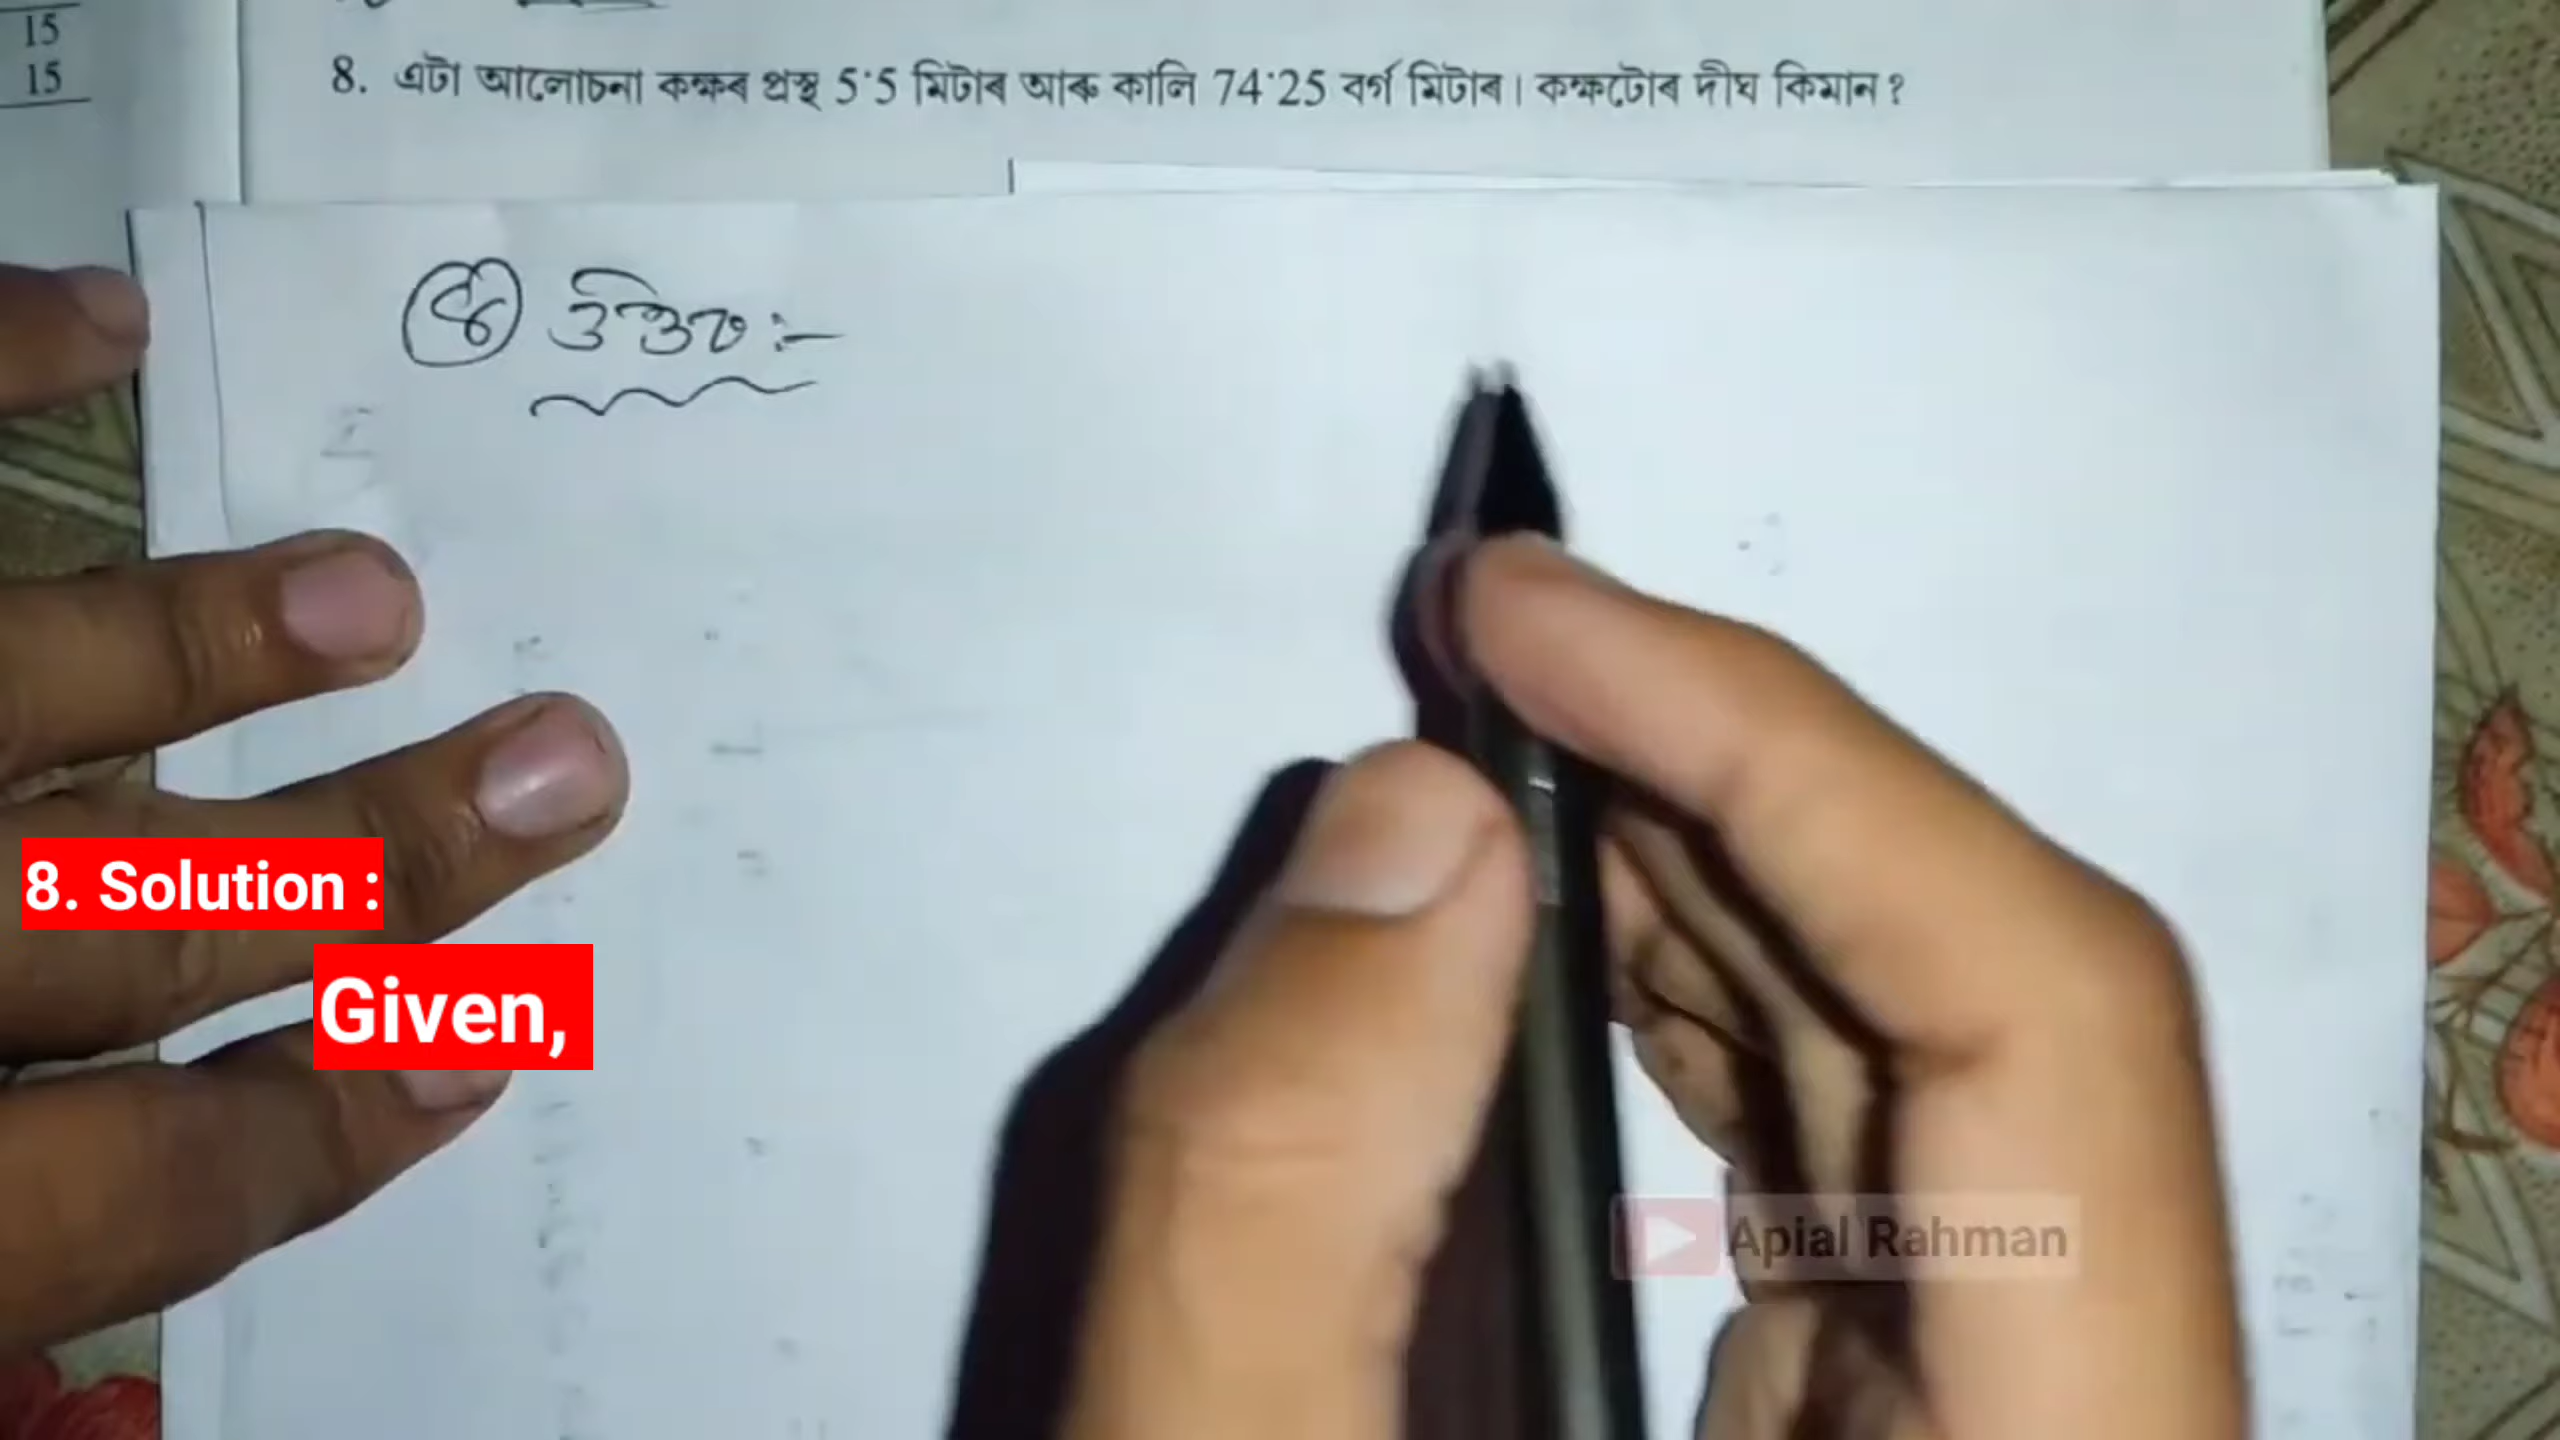 15
15
8. এটা আলোচনা কক্ষৰ প্ৰস্থ 5·5 মিটাৰ আৰু কালি 74·25 বৰ্গ মিটাৰ। কক্ষটোৰ দীঘ কিমান?
8 উত্তৰ :-
8. Solution :
Given,
Apial Rahman